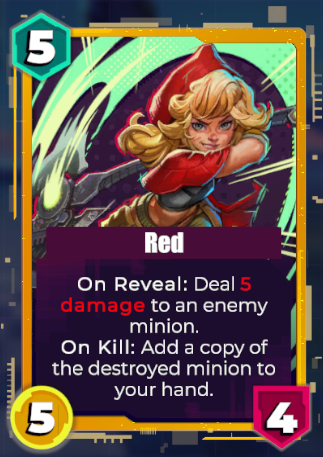 5
Red
On Reveal: Deal 5
damage to an enemy
minion.
On Kill: Add a copy of
the destroyed minion to
your hand.
5
4